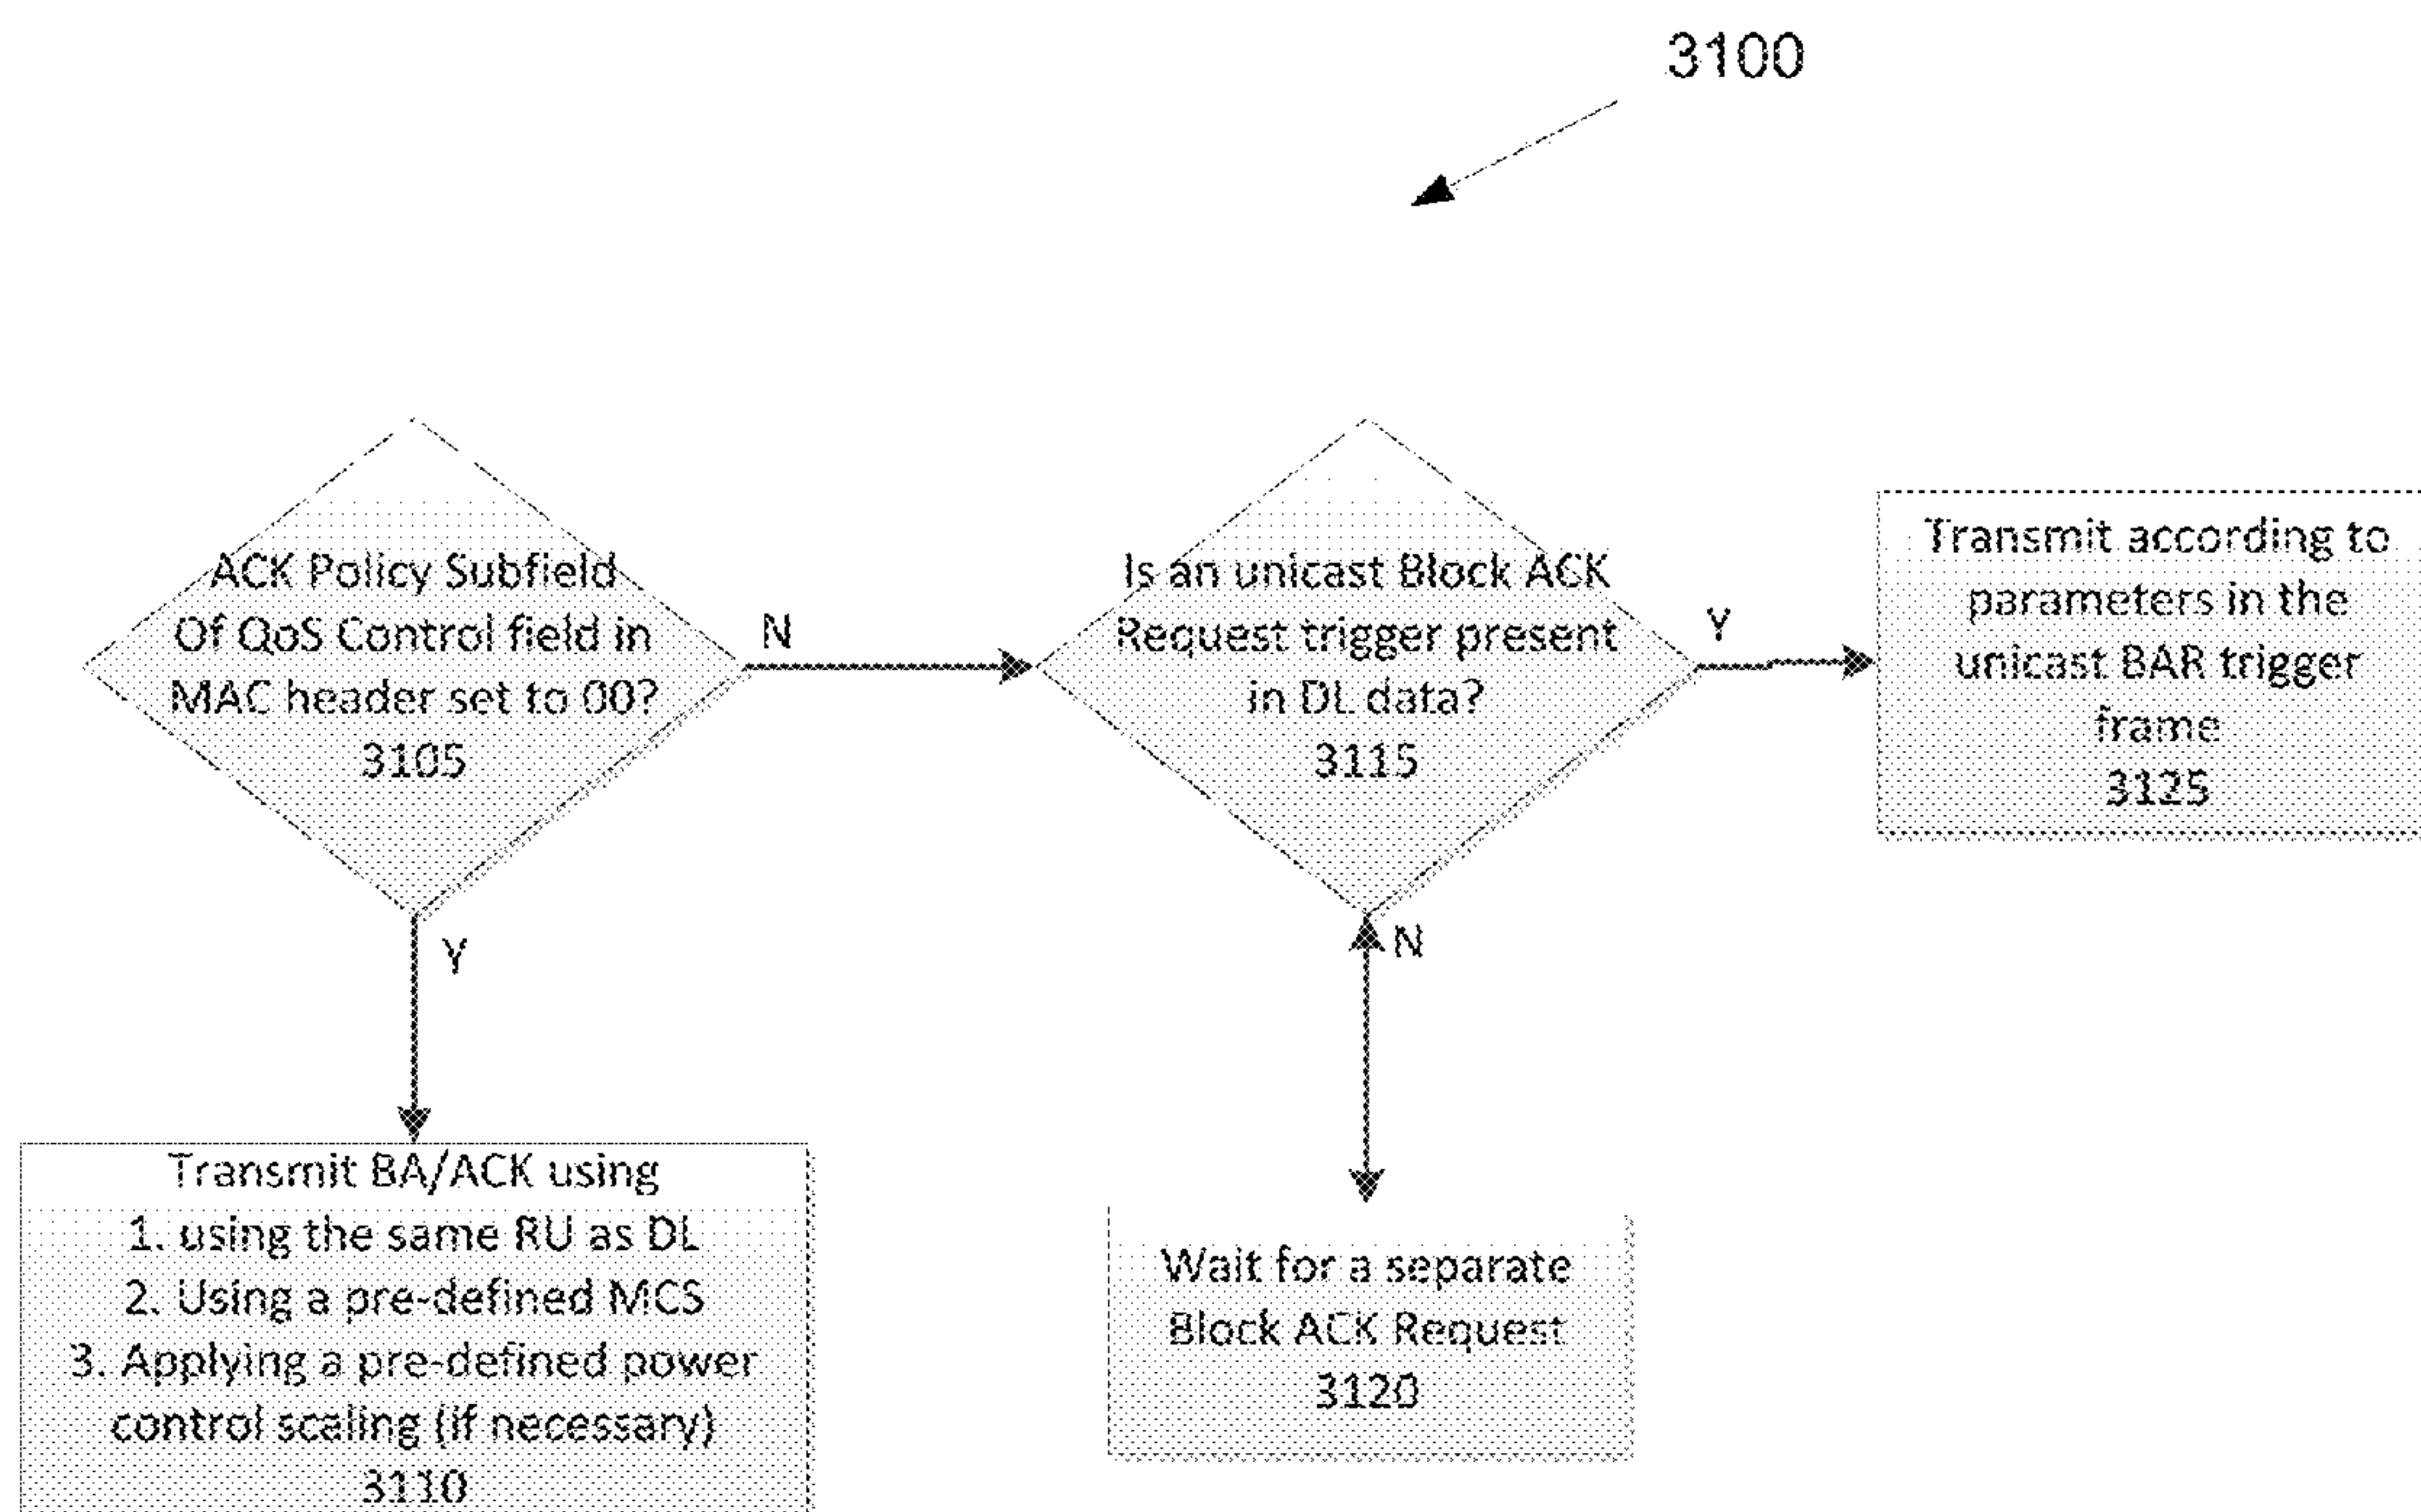 3100
ACK Policy Subfield
Of QoS Control field in
MAC header set to 00?
3105
N
Y
Is an unicast Block ACK
Request trigger present
in DL data?
3115
Y
N
Transmit according to
parameters in the
unicast BAR trigger
frame
3125
Transmit BA/ACK using
1. using the same RU as DL
2. Using a pre-defined MCS
3. Applying a pre-defined power
control scaling (if necessary)
3110
Wait for a separate
Block ACK Request
3120